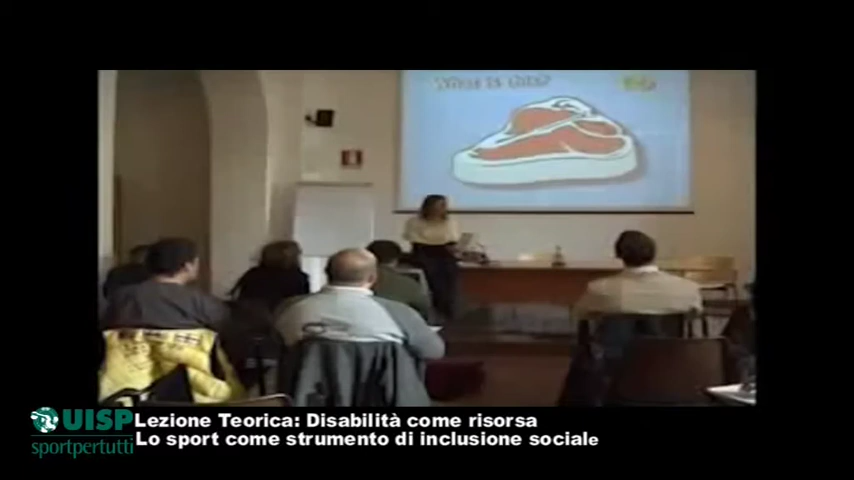 What is this?
UISP
sportpertutti
Lezione Teorica: Disabilità come risorsa
Lo sport come strumento di inclusione sociale